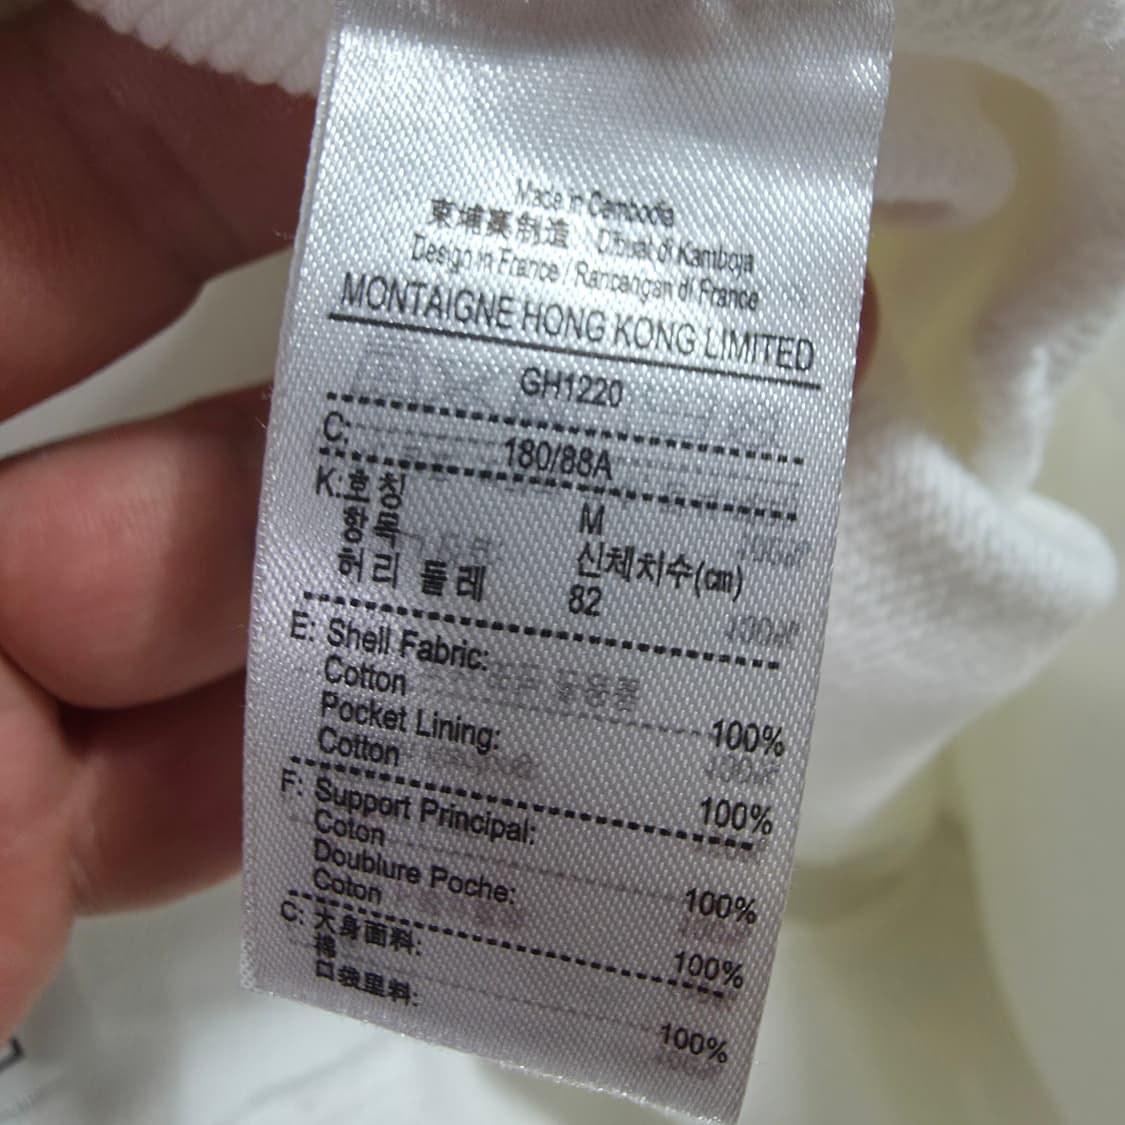 Made in Cambodia
柬埔寨制造 Dibuat di Kamboja
Design in France / Rancangan di France
MONTAIGNE HONG KONG LIMITED
GH1220
C: 180/88A
K: 호칭 M
항목 신체치수(㎝)
허리 둘레 82
E: Shell Fabric:
Cotton 100%
Pocket Lining:
Cotton 100%
F: Support Principal:
Coton 100%
Doublure Poche:
Coton 100%
C: 大身面料:
棉 100%
口袋里料: